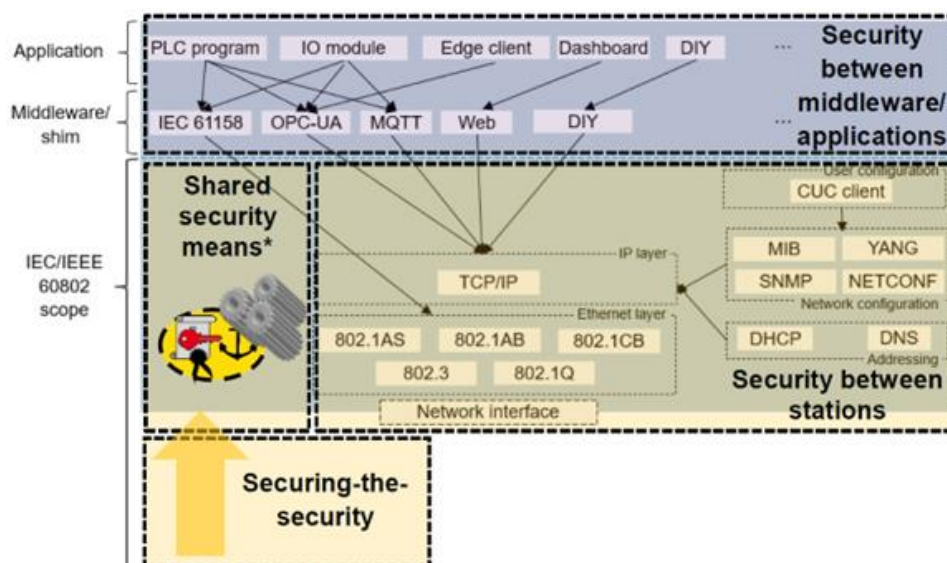 Application
PLC program
IO module
Edge client
Dashboard
DIY
...
Security
between
middleware/
applications
Middleware/
shim
IEC 61158
OPC-UA
MQTT
Web
DIY
...
IEC/IEEE
60802
scope
Shared
security
means*
User configuration
CUC client
IP layer
TCP/IP
MIB
YANG
SNMP
NETCONF
Network configuration
Ethernet layer
802.1AS
802.1AB
802.1CB
802.3
802.1Q
DHCP
DNS
Addressing
Network interface
Security between
stations
Securing-the-
security